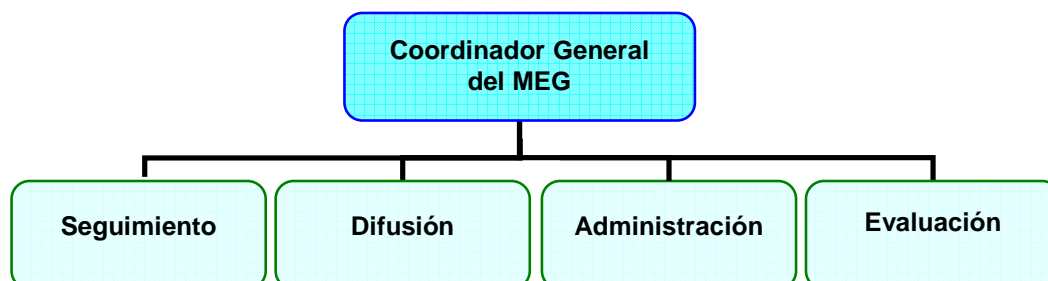 Coordinador General
del MEG
Seguimiento
Difusión
Administración
Evaluación